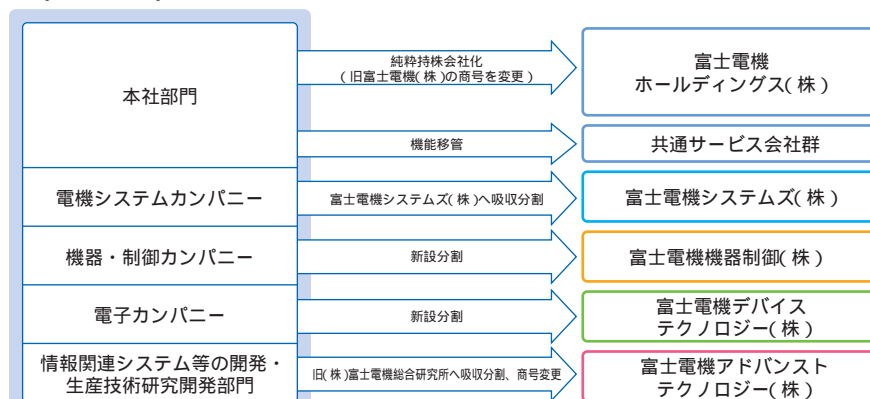 本社部門
純粋持株会社化
(旧富士電機(株)の商号を変更)
富士電機
ホールディングス(株)
機能移管
共通サービス会社群
電機システムカンパニー
富士電機システムズ(株)へ吸収分割
富士電機システムズ(株)
機器・制御カンパニー
新設分割
富士電機機器制御(株)
電子カンパニー
新設分割
富士電機デバイス
テクノロジー(株)
情報関連システム等の開発・
生産技術研究開発部門
旧(株)富士電機総合研究所へ吸収分割、商号変更
富士電機アドバンスト
テクノロジー(株)